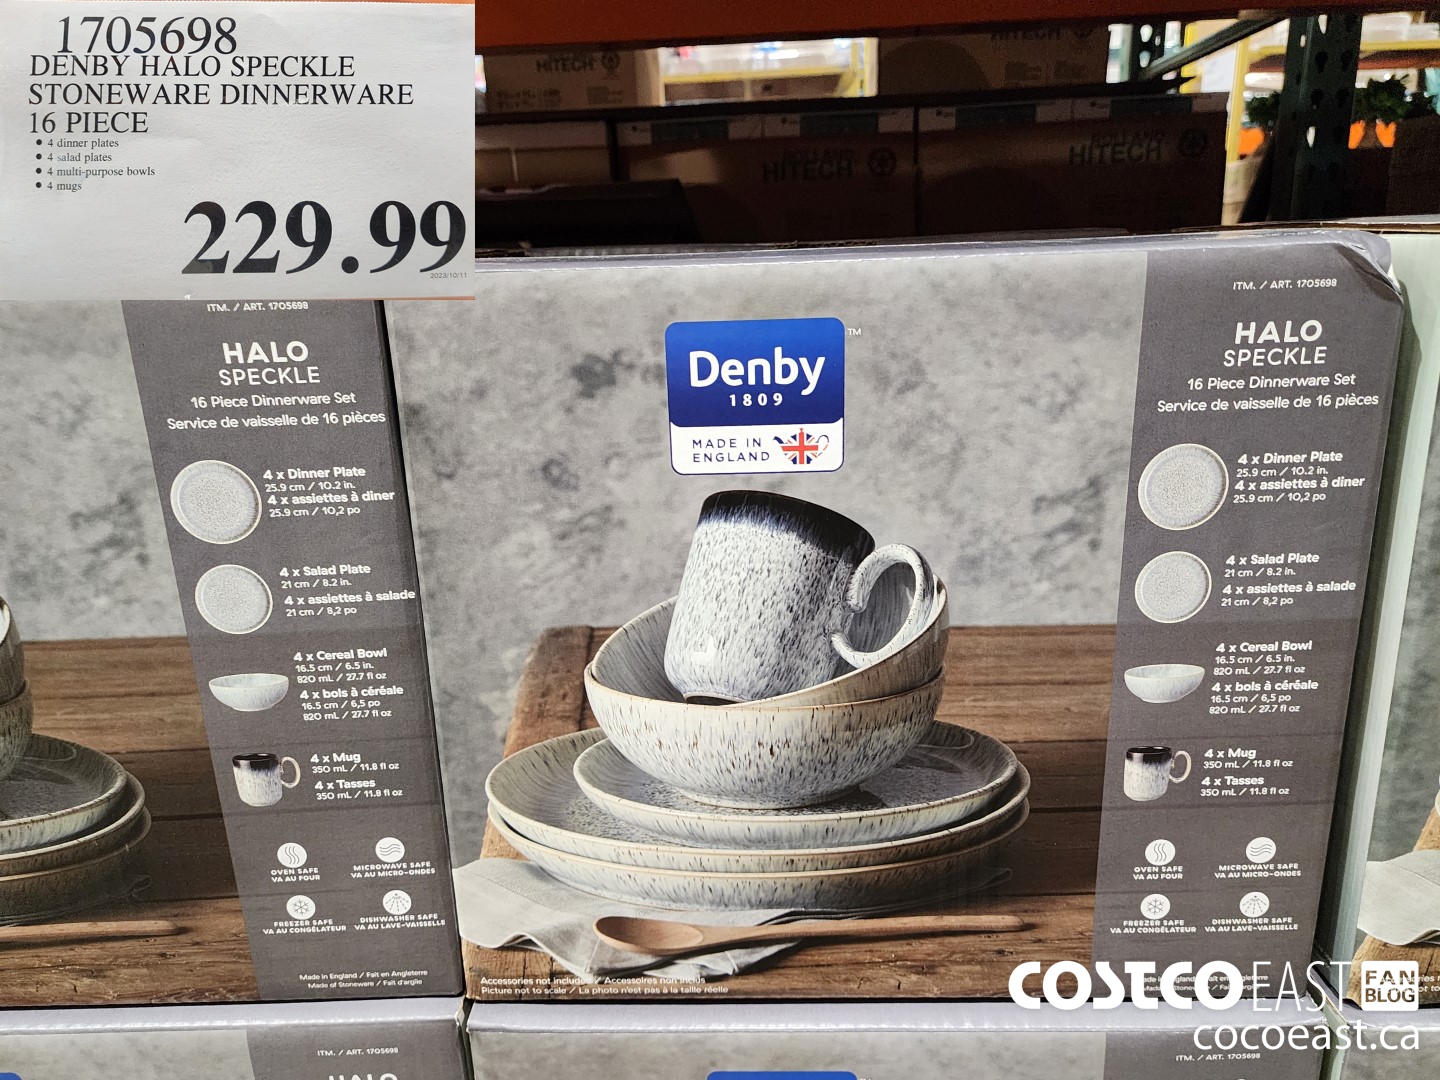 1705698
DENBY HALO SPECKLE
STONEWARE DINNERWARE
16 PIECE
• 4 dinner plates
• 4 salad plates
• 4 multi-purpose bowls
• 4 mugs
229.99
2023/10/11
HITECH
HITECH
HOLLAND
HITECH
ITM. / ART. 1705698
HALO
SPECKLE
16 Piece Dinnerware Set
Service de vaisselle de 16 pièces
4 x Dinner Plate
25.9 cm / 10.2 in.
4 x assiettes à diner
25.9 cm / 10,2 po
4 x Salad Plate
21 cm / 8.2 in.
4 x assiettes à salade
21 cm / 8,2 po
4 x Cereal Bowl
16.5 cm / 6.5 in.
820 mL / 27.7 fl oz
4 x bols à céréale
16.5 cm / 6,5 po
820 mL / 27.7 fl oz
4 x Mug
350 mL / 11.8 fl oz
4 x Tasses
350 mL / 11.8 fl oz
OVEN SAFE
VA AU FOUR
MICROWAVE SAFE
VA AU MICRO-ONDES
FREEZER SAFE
VA AU CONGÉLATEUR
DISHWASHER SAFE
VA AU LAVE-VAISSELLE
Made in England / Fait en Angleterre
Made of Stoneware / Fait d'argile
Denby
1809
TM
MADE IN
ENGLAND
Accessories not included / Accessoires non inclus
Picture not to scale / La photo n'est pas à la taille réelle
ITM. / ART. 1705698
HALO
SPECKLE
16 Piece Dinnerware Set
Service de vaisselle de 16 pièces
4 x Dinner Plate
25.9 cm / 10.2 in.
4 x assiettes à diner
25.9 cm / 10,2 po
4 x Salad Plate
21 cm / 8.2 in.
4 x assiettes à salade
21 cm / 8,2 po
4 x Cereal Bowl
16.5 cm / 6.5 in.
820 mL / 27.7 fl oz
4 x bols à céréale
16.5 cm / 6,5 po
820 mL / 27.7 fl oz
4 x Mug
350 mL / 11.8 fl oz
4 x Tasses
350 mL / 11.8 fl oz
OVEN SAFE
VA AU FOUR
MICROWAVE SAFE
VA AU MICRO-ONDES
FREEZER SAFE
VA AU CONGÉLATEUR
DISHWASHER SAFE
VA AU LAVE-VAISSELLE
COSTCO EAST FAN BLOG
cocoeast.ca
ITM. / ART. 1705698
HALO
ITM. / ART. 1705698